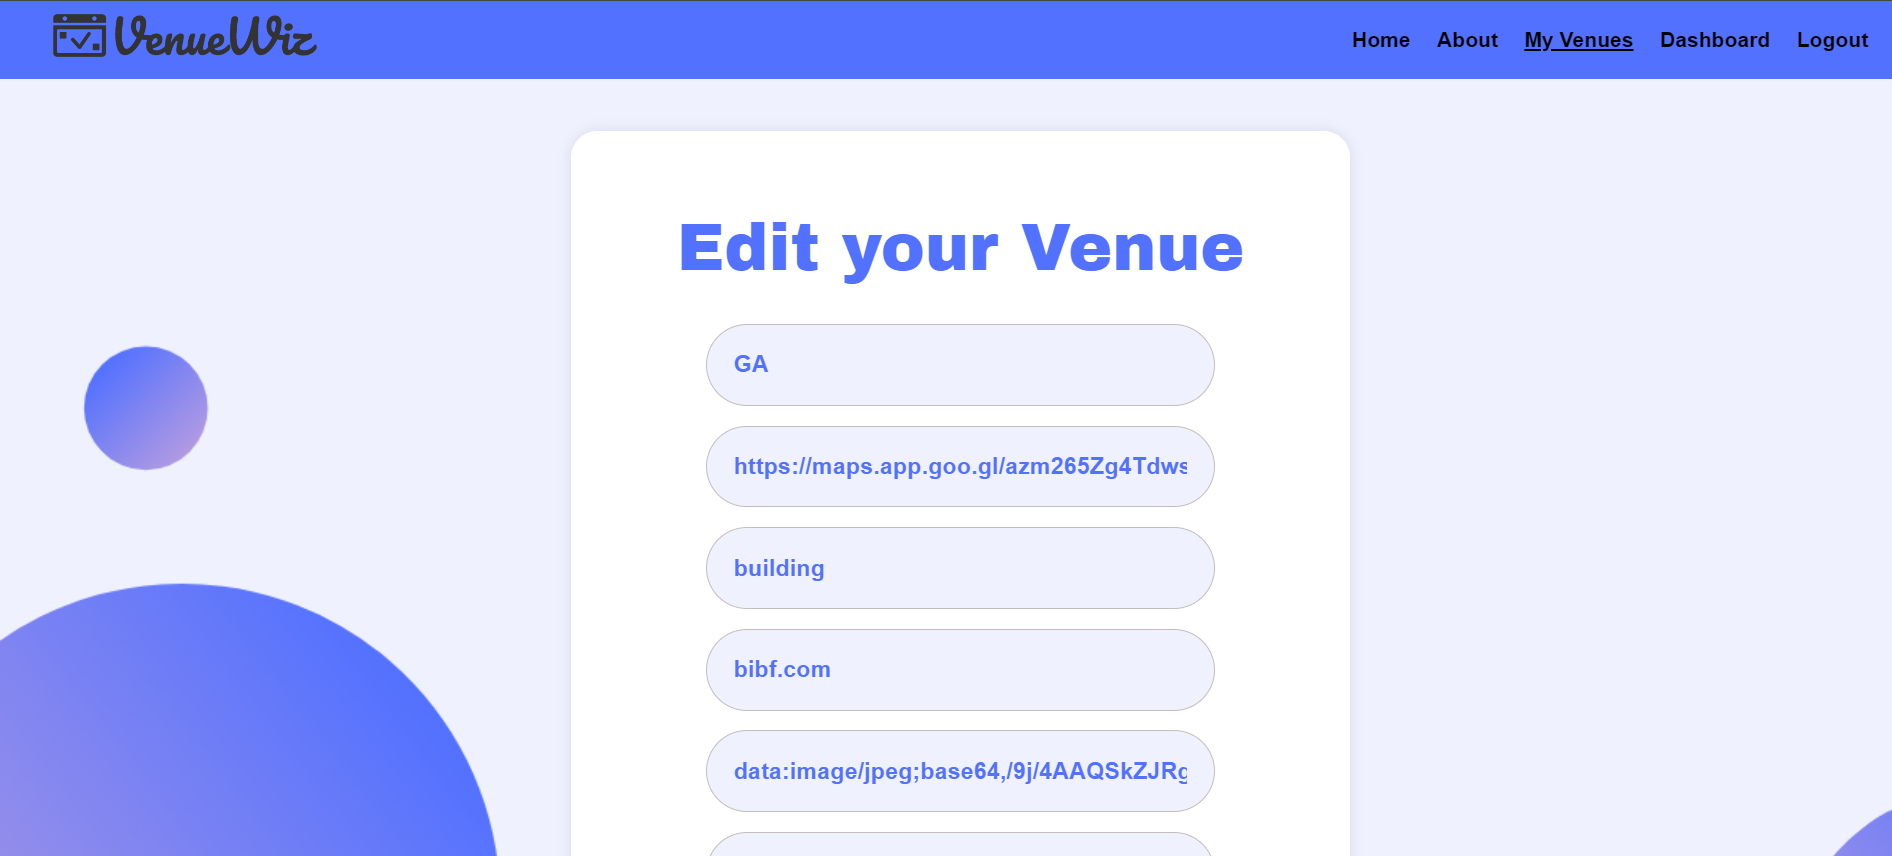 VenueWiz
Home About My Venues Dashboard Logout
Edit your Venue
GA
https://maps.app.goo.gl/azm265Zg4Tdws
building
bibf.com
data:image/jpeg;base64,/9j/4AAQSkZJRg